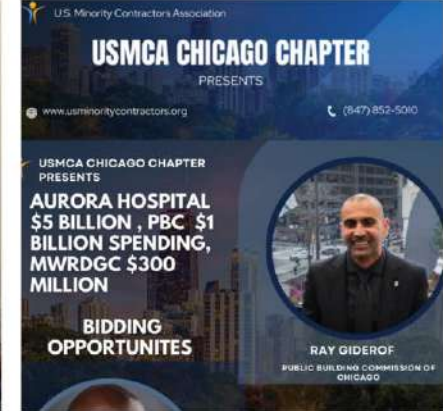 U.S. Minority Contractors Association
USMCA CHICAGO CHAPTER
PRESENTS
www.usminoritycontractors.org
(847) 852-5010
USMCA CHICAGO CHAPTER
PRESENTS
AURORA HOSPITAL
$5 BILLION , PBC $1
BILLION SPENDING,
MWRDGC $300
MILLION
BIDDING
OPPORTUNITES
RAY GIDEROF
PUBLIC BUILDING COMMISSION OF
CHICAGO